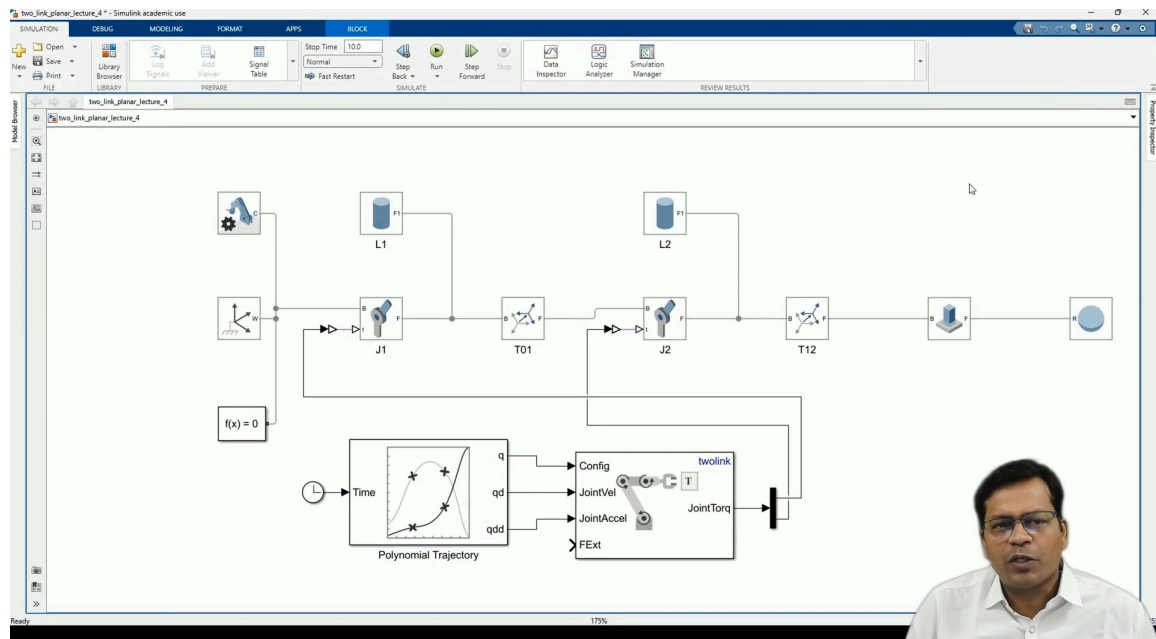 two_link_planar_lecture_4 * - Simulink academic use
SIMULATION DEBUG MODELING FORMAT APPS BLOCK
New
Open
Save
Print
FILE
Library Browser
LIBRARY
Log Signals
Add Viewer
Signal Table
PREPARE
Stop Time 10.0
Normal
Fast Restart
Step Back
Run
Step Forward
Stop
SIMULATE
Data Inspector
Logic Analyzer
Simulation Manager
REVIEW RESULTS
Model Browser
two_link_planar_lecture_4
two_link_planar_lecture_4
Property Inspector
C
F1
L1
F1
L2
W
B F
t
J1
B F
T01
B F
t
J2
B F
T12
B F
R
f(x) = 0
Time
q
qd
qdd
Polynomial Trajectory
twolink
Config
JointVel
JointAccel
FExt
T
JointTorq
Ready
175%